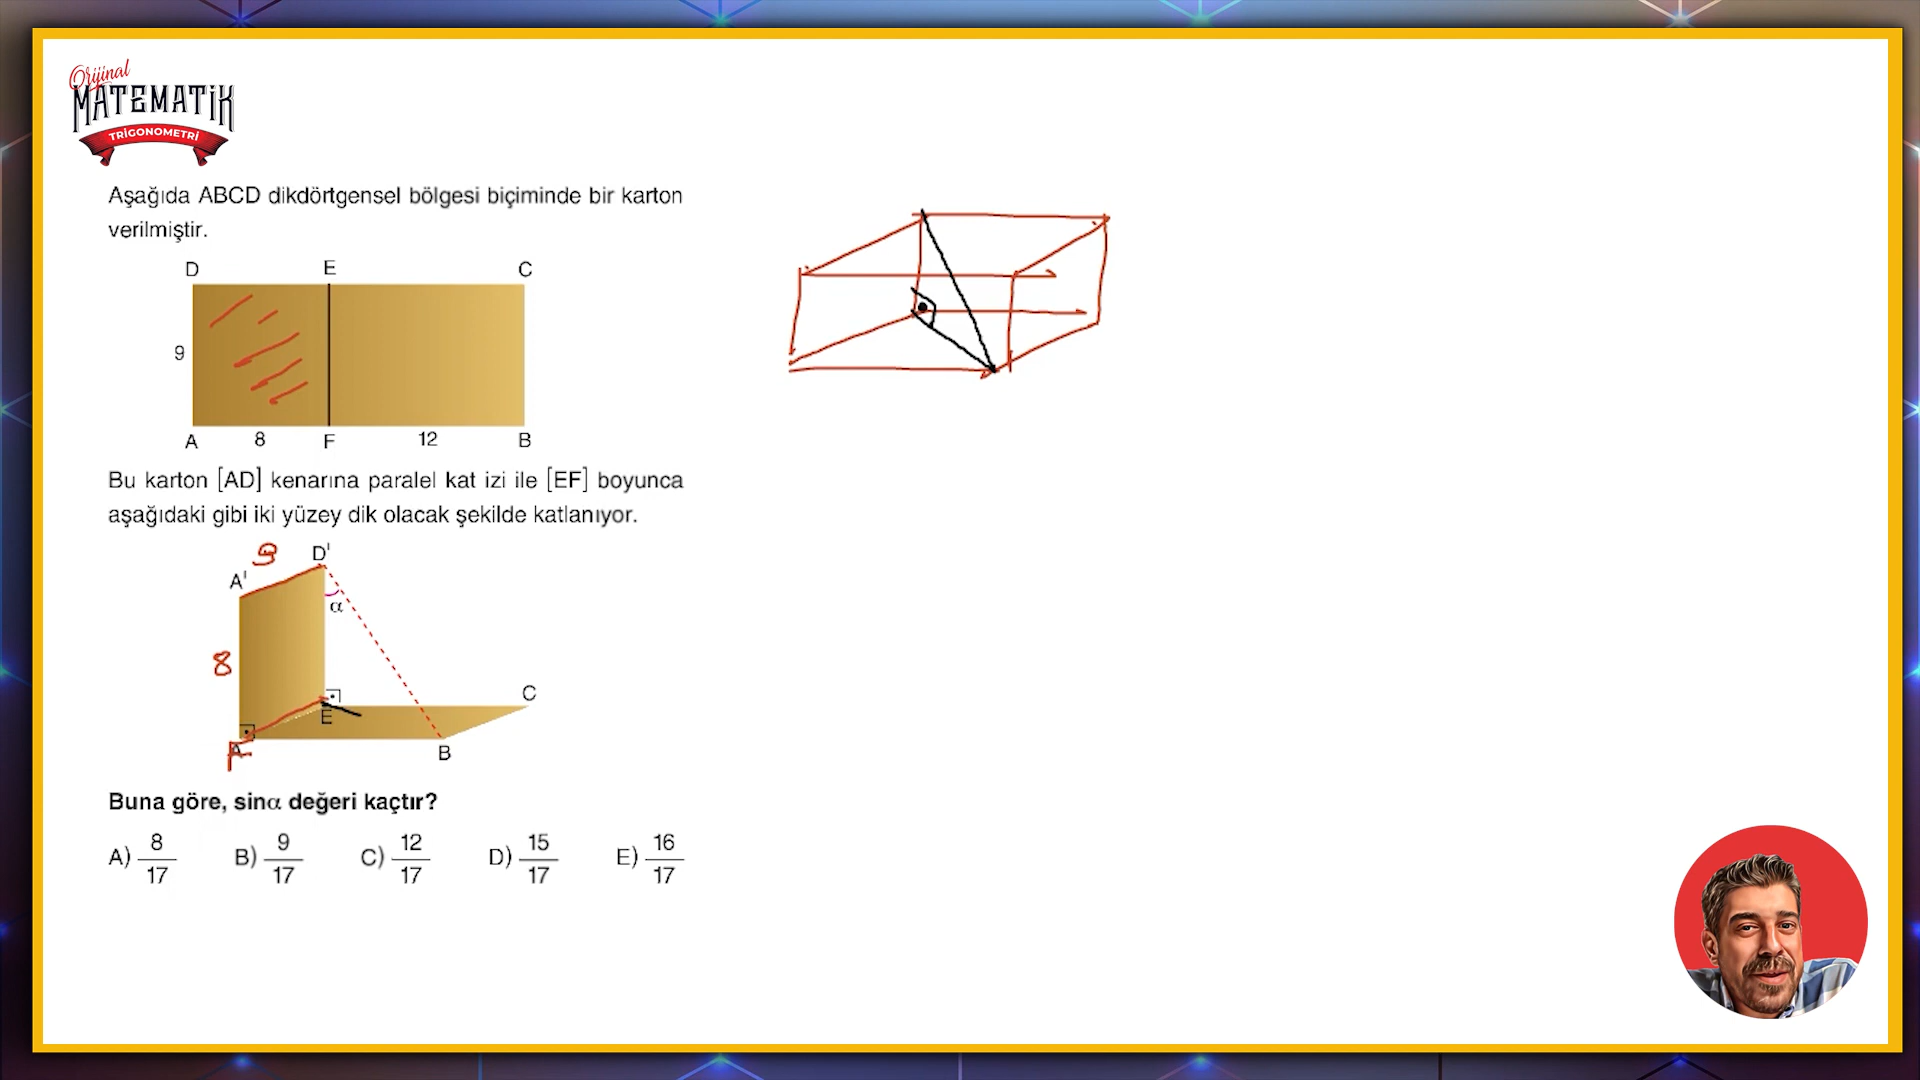 Orijinal
MATEMATİK
TRİGONOMETRİ
Aşağıda ABCD dikdörtgensel bölgesi biçiminde bir karton
verilmiştir.
D E C
9
A 8 F 12 B
Bu karton [AD] kenarına paralel kat izi ile [EF] boyunca
aşağıdaki gibi iki yüzey dik olacak şekilde katlanıyor.
9 D'
A'
α
8
C
E
F
B
Buna göre, sinα değeri kaçtır?
A) 8/17 B) 9/17 C) 12/17 D) 15/17 E) 16/17